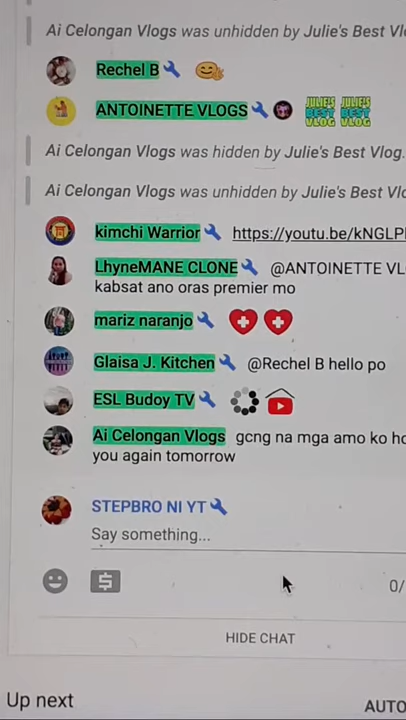 Ai Celongan Vlogs was unhidden by Julie's Best Vl
Rechel B
ANTOINETTE VLOGS JULIE'S BEST VLOG JULIE'S BEST VLOG
Ai Celongan Vlogs was hidden by Julie's Best Vlog.
Ai Celongan Vlogs was unhidden by Julie's Best Vlo
kimchi Warrior https://youtu.be/kNGLP
LhyneMANE CLONE @ANTOINETTE VL
kabsat ano oras premier mo
mariz naranjo
Glaisa J. Kitchen @Rechel B hello po
ESL Budoy TV
Ai Celongan Vlogs gcng na mga amo ko ho
you again tomorrow
STEPBRO NI YT
Say something...
0/
HIDE CHAT
Up next
AUTO